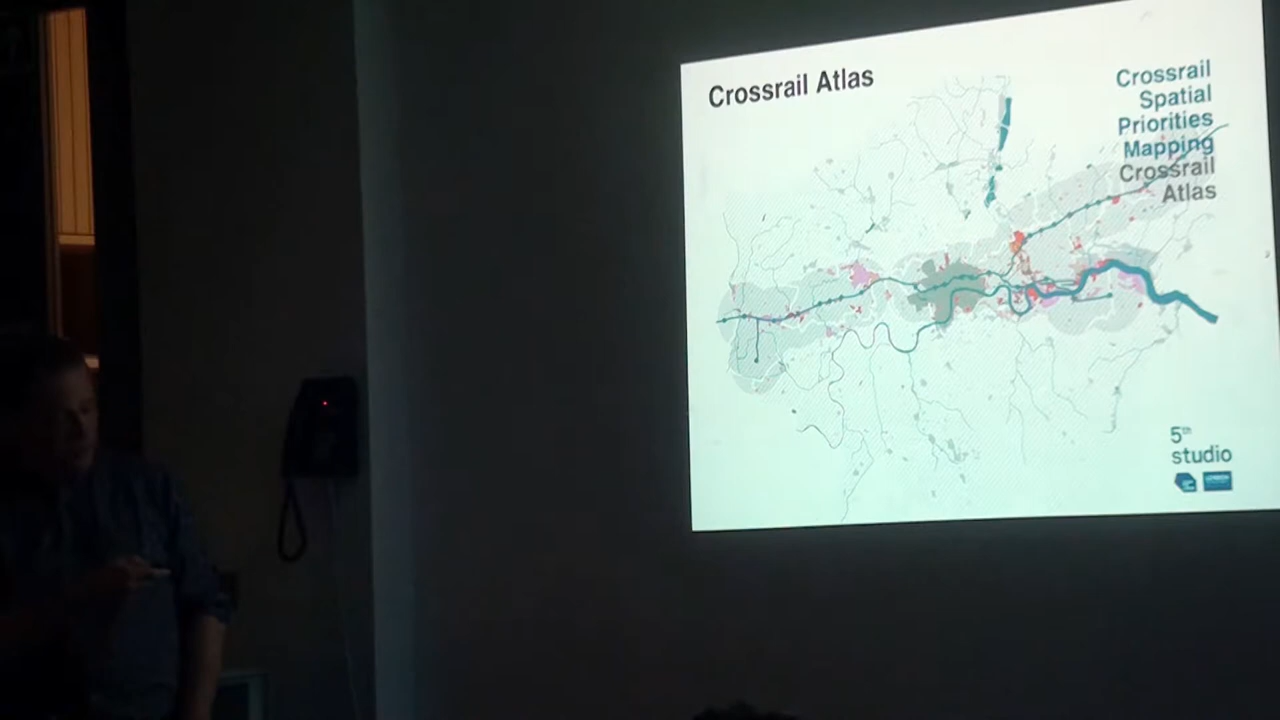 Crossrail Atlas
Crossrail
Spatial
Priorities
Mapping
Crossrail
Atlas
5th
studio